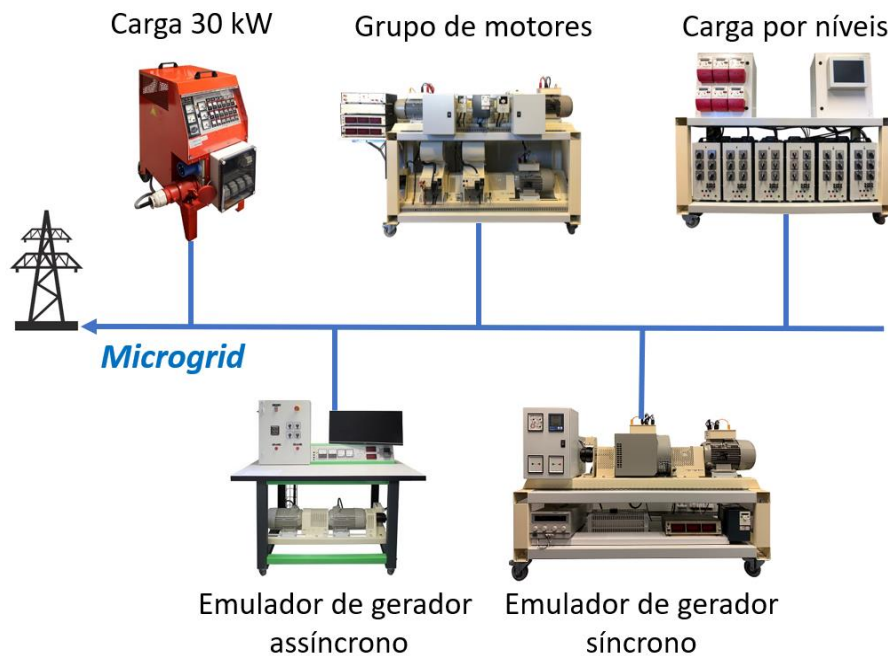 Carga 30 kW
Grupo de motores
Carga por níveis
Microgrid
Emulador de gerador
assíncrono
Emulador de gerador
síncrono